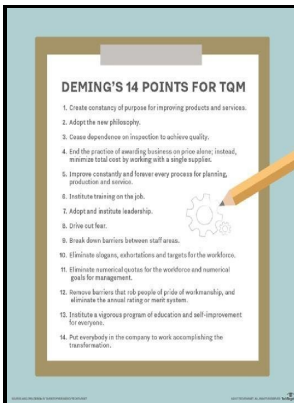 DEMING'S 14 POINTS FOR TQM
1. Create constancy of purpose for improving products and services.
2. Adopt the new philosophy.
3. Cease dependence on inspection to achieve quality.
4. End the practice of awarding business on price alone; instead,
minimize total cost by working with a single supplier.
5. Improve constantly and forever every process for planning,
production and service.
6. Institute training on the job.
7. Adopt and institute leadership.
8. Drive out fear.
9. Break down barriers between staff areas.
10. Eliminate slogans, exhortations and targets for the workforce.
11. Eliminate numerical quotas for the workforce and numerical
goals for management.
12. Remove barriers that rob people of pride of workmanship, and
eliminate the annual rating or merit system.
13. Institute a vigorous program of education and self-improvement
for everyone.
14. Put everybody in the company to work accomplishing the
transformation.